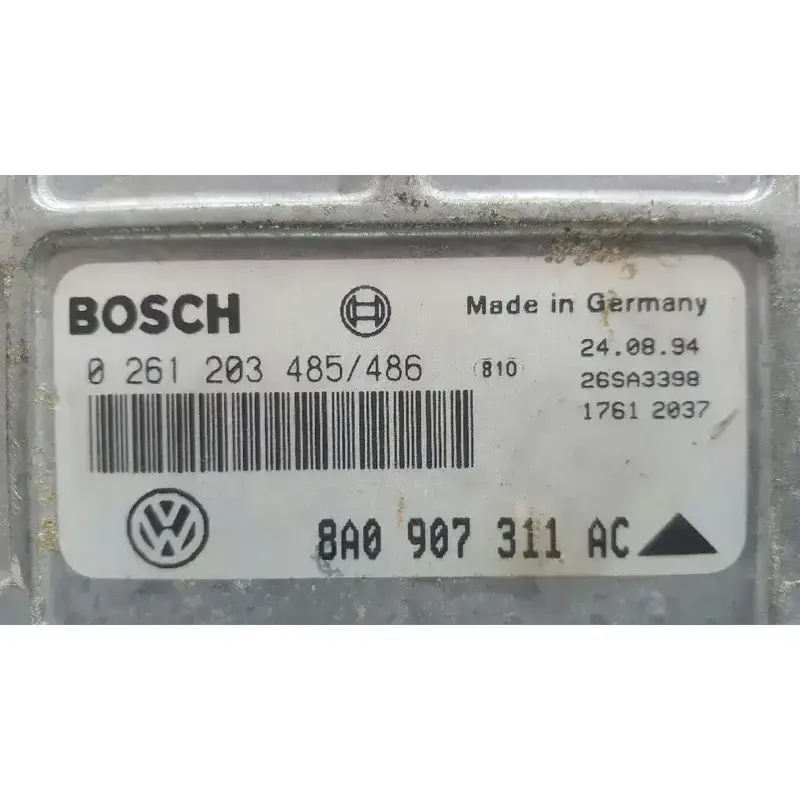 BOSCH
Made in Germany
0 261 203 485/486
810
24.08.94
26SA3398
1761 2037
8A0 907 311 AC